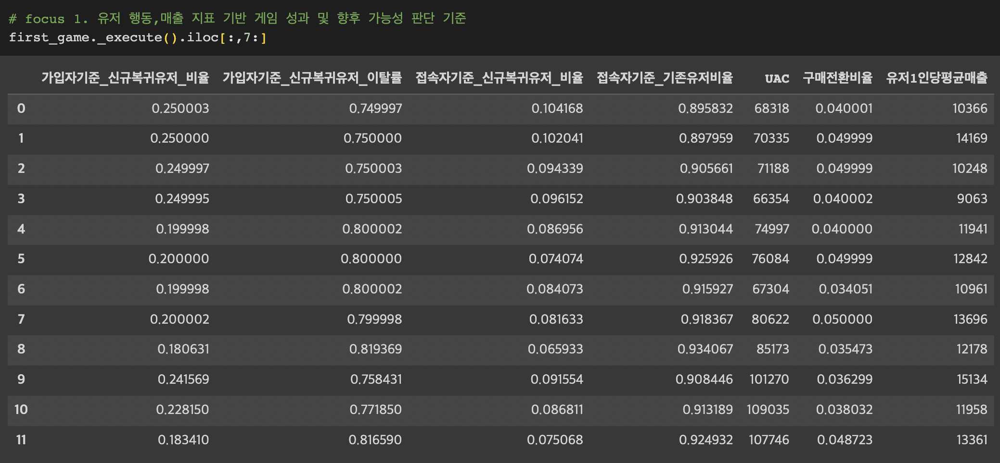 # focus 1. 유저 행동,매출 지표 기반 게임 성과 및 향후 가능성 판단 기준
first_game._execute().iloc[:,7:]
가입자기준_신규복귀유저_비율 가입자기준_신규복귀유저_이탈률 접속자기준_신규복귀유저_비율 접속자기준_기존유저비율 UAC 구매전환비율 유저1인당평균매출
0 0.250003 0.749997 0.104168 0.895832 68318 0.040001 10366
1 0.250000 0.750000 0.102041 0.897959 70335 0.049999 14169
2 0.249997 0.750003 0.094339 0.905661 71188 0.049999 10248
3 0.249995 0.750005 0.096152 0.903848 66354 0.040002 9063
4 0.199998 0.800002 0.086956 0.913044 74997 0.040000 11941
5 0.200000 0.800000 0.074074 0.925926 76084 0.049999 12842
6 0.199998 0.800002 0.084073 0.915927 67304 0.034051 10961
7 0.200002 0.799998 0.081633 0.918367 80622 0.050000 13696
8 0.180631 0.819369 0.065933 0.934067 85173 0.035473 12178
9 0.241569 0.758431 0.091554 0.908446 101270 0.036299 15134
10 0.228150 0.771850 0.086811 0.913189 109035 0.038032 11958
11 0.183410 0.816590 0.075068 0.924932 107746 0.048723 13361